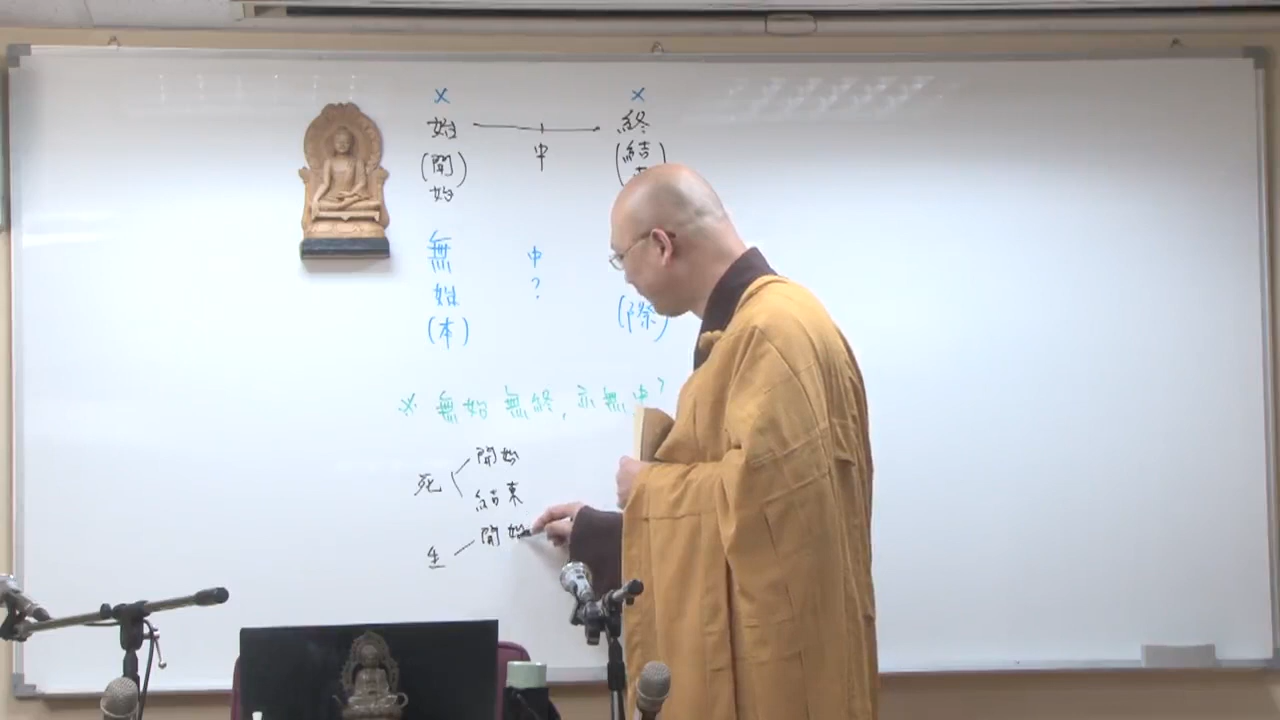 × ×
始 終
中
(開始) (結
無始(本) 中? (際)
※ 無始無終,亦無中?
死 開始
結束
生 開始